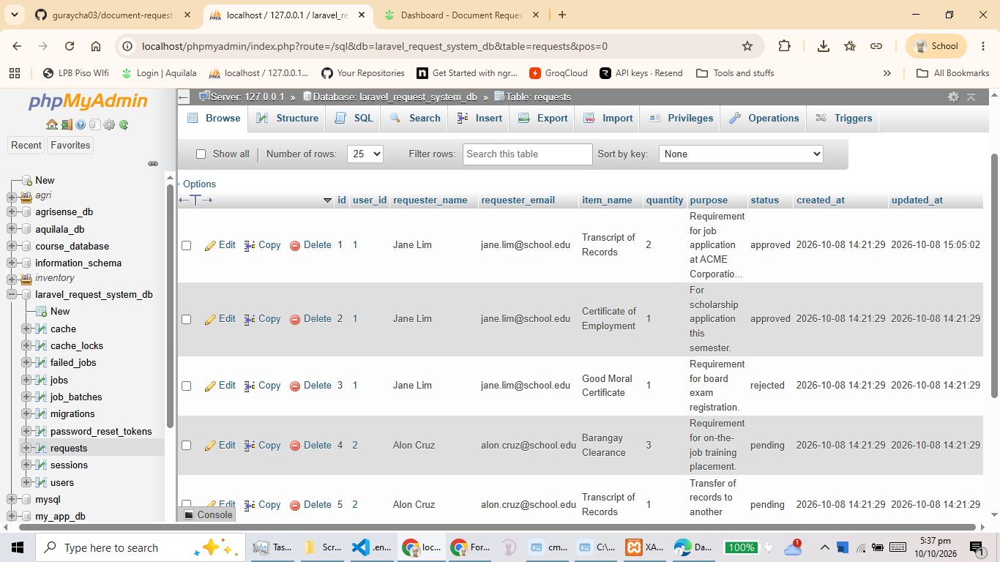 guraycha03/document-request
localhost / 127.0.0.1 / laravel_re
Dashboard - Document Reques
localhost/phpmyadmin/index.php?route=/sql&db=laravel_request_system_db&table=requests&pos=0
School
LPB Piso WIfi
Login | Aquilala
localhost / 127.0.0.1...
Your Repositories
Get Started with ngr...
GroqCloud
API keys · Resend
Tools and stuffs
»
All Bookmarks
phpMyAdmin
Recent
Favorites
New
agri
agrisense_db
aquilala_db
course_database
information_schema
inventory
laravel_request_system_db
New
cache
cache_locks
failed_jobs
jobs
job_batches
migrations
password_reset_tokens
requests
sessions
users
mysql
my_app_db
Server: 127.0.0.1 » Database: laravel_request_system_db » Table: requests
Browse Structure SQL Search Insert Export Import Privileges Operations Triggers
Show all | Number of rows: 25 Filter rows: Search this table Sort by key: None
Options
id user_id requester_name requester_email item_name quantity purpose status created_at updated_at
Edit Copy Delete 1 1 Jane Lim jane.lim@school.edu
Transcript of
Records
2
Requirement
for job
application
at ACME
Corporatio...
approved 2026-10-08 14:21:29 2026-10-08 15:05:02
Edit Copy Delete 2 1 Jane Lim jane.lim@school.edu
Certificate of
Employment
1
For
scholarship
application
this
semester.
approved 2026-10-08 14:21:29 2026-10-08 14:21:29
Edit Copy Delete 3 1 Jane Lim jane.lim@school.edu
Good Moral
Certificate
1
Requirement
for board
exam
registration.
rejected 2026-10-08 14:21:29 2026-10-08 14:21:29
Edit Copy Delete 4 2 Alon Cruz alon.cruz@school.edu
Barangay
Clearance
3
Requirement
for on-the-
job training
placement.
pending 2026-10-08 14:21:29 2026-10-08 14:21:29
Edit Copy Delete 5 2 Alon Cruz alon.cruz@school.edu
Transcript of
Records
1
Transfer of
records to
another
pending 2026-10-08 14:21:29 2026-10-08 14:21:29
Console
Type here to search
Tas...
Scr...
.en...
loc...
For...
cm...
C:\...
XA...
Da...
100%
1
5:37 pm
10/10/2026
1